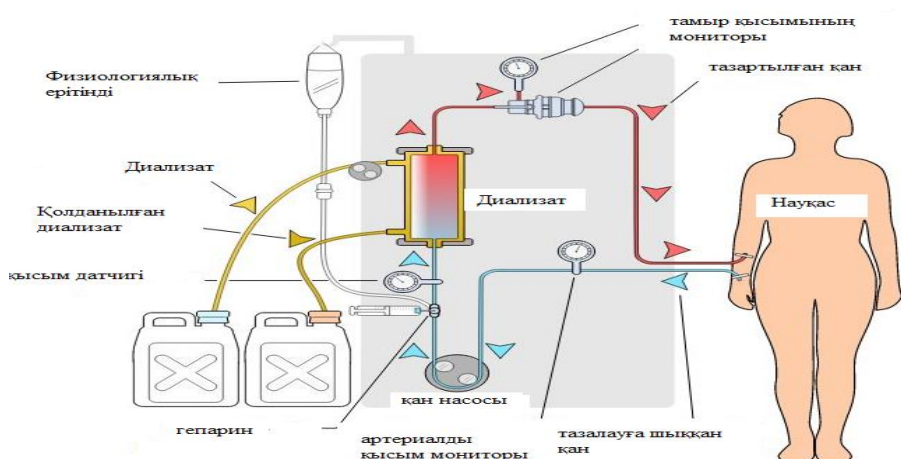 тамыр қысымының
мониторы
тазартылған қан
Физиологиялық
ерітінді
Диализат
Қолданылған
диализат
қысым датчигі
Диализат
Науқас
қан насосы
гепарин
артериалды
қысым мониторы
тазалауға шыққан
қан